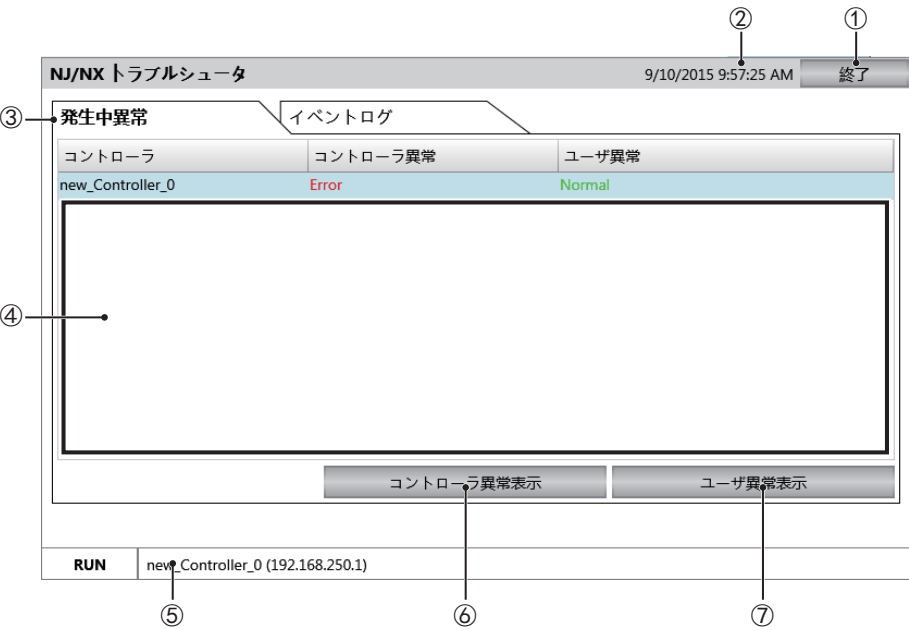 ② ①
NJ/NX トラブルシュータ 9/10/2015 9:57:25 AM 終了
③ 発生中異常 イベントログ
コントローラ コントローラ異常 ユーザ異常
new_Controller_0 Error Normal
④
コントローラ異常表示 ユーザ異常表示
RUN new_Controller_0 (192.168.250.1)
⑤ ⑥ ⑦